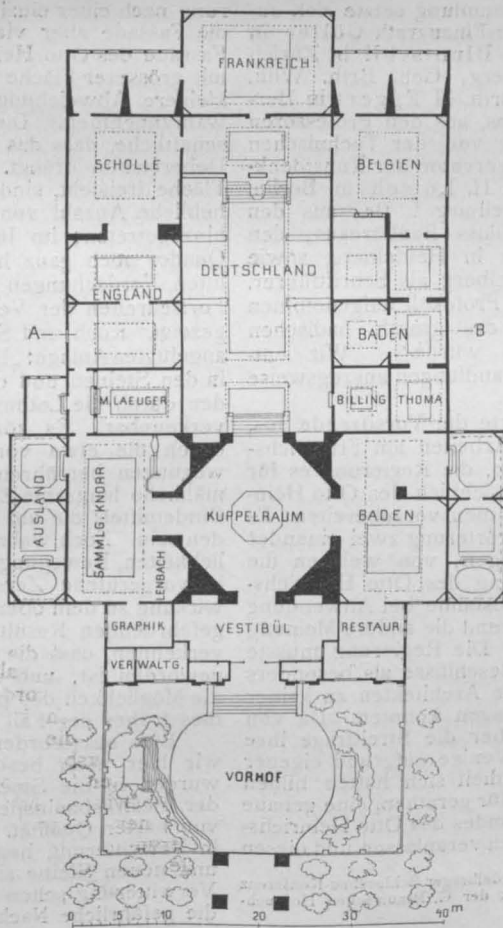 FRANKREICH
SCHOLLE
BELGIEN
DEUTSCHLAND
ENGLAND
A
BADEN
B
M.LAEUGER
BILLING
THOMA
AUSLAND
SAMMLG. KNORR
LENBACH
KUPPELRAUM
BADEN
GRAPHIK
VESTIBÜL
RESTAUR.
VERWALTG.
VORHOF
10 5 0 10 20 30 40 m